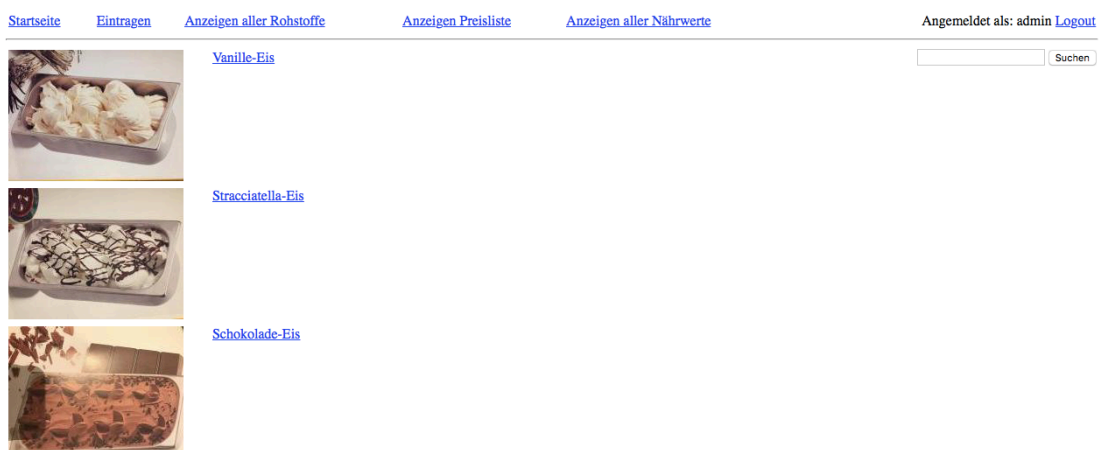 Startseite Eintragen Anzeigen aller Rohstoffe Anzeigen Preisliste Anzeigen aller Nährwerte Angemeldet als: admin Logout
Vanille-Eis Suchen
Stracciatella-Eis
Schokolade-Eis